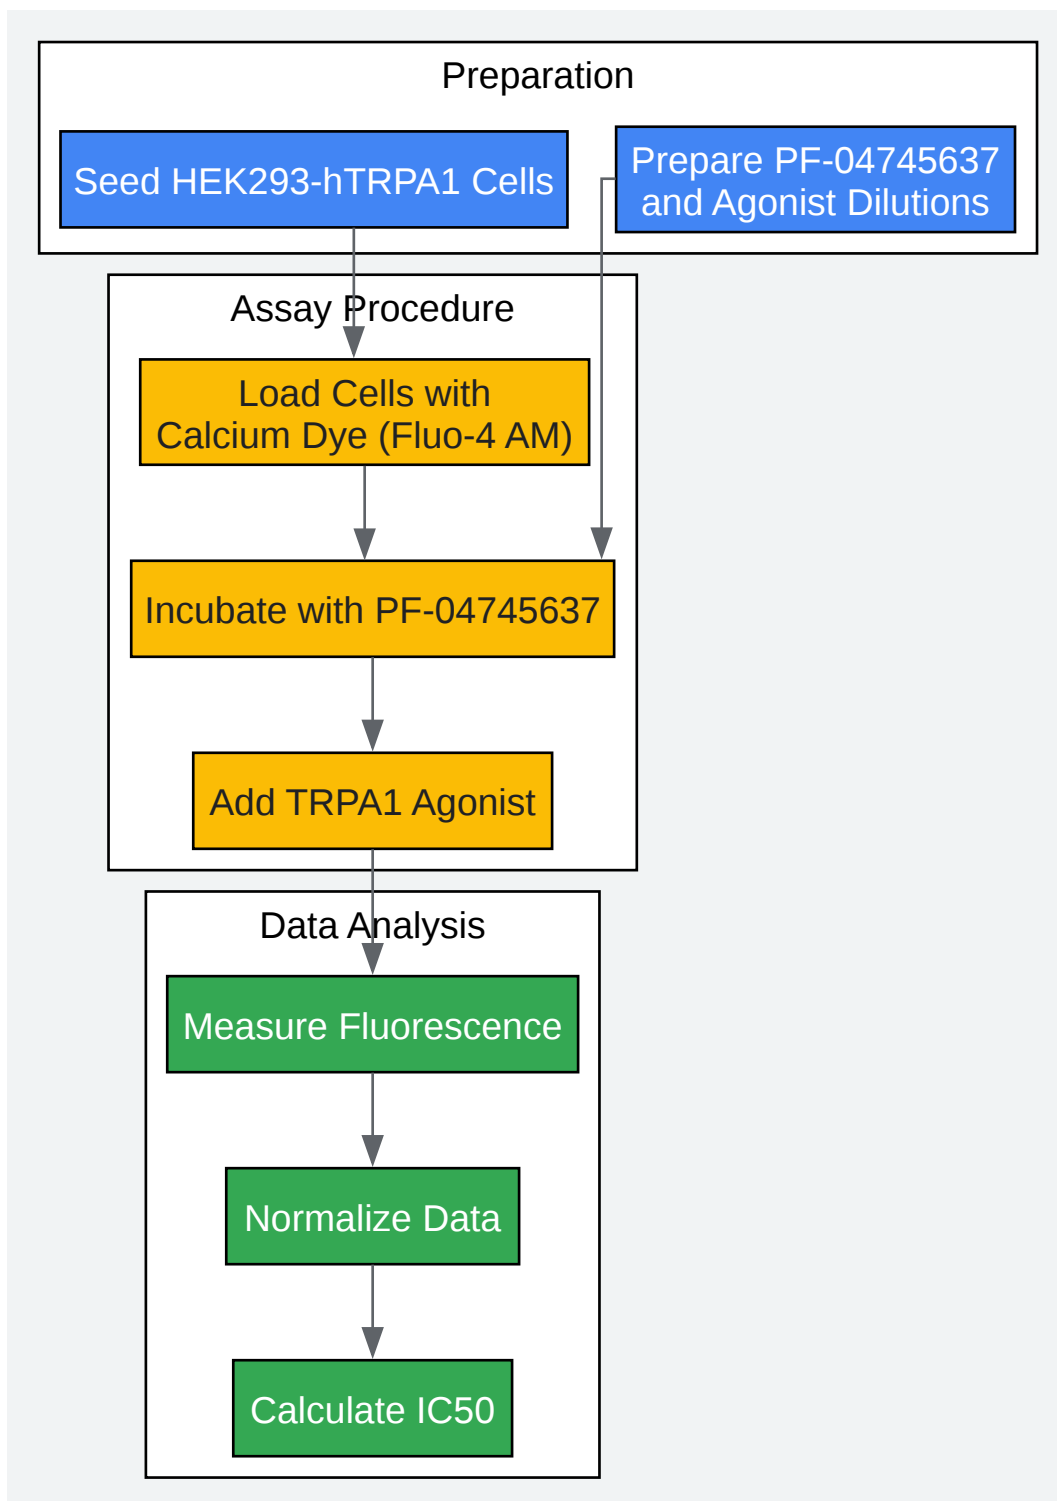 Preparation
Seed HEK293-hTRPA1 Cells
Prepare PF-04745637
and Agonist Dilutions
Assay Procedure
Load Cells with
Calcium Dye (Fluo-4 AM)
Incubate with PF-04745637
Add TRPA1 Agonist
Data Analysis
Measure Fluorescence
Normalize Data
Calculate IC50